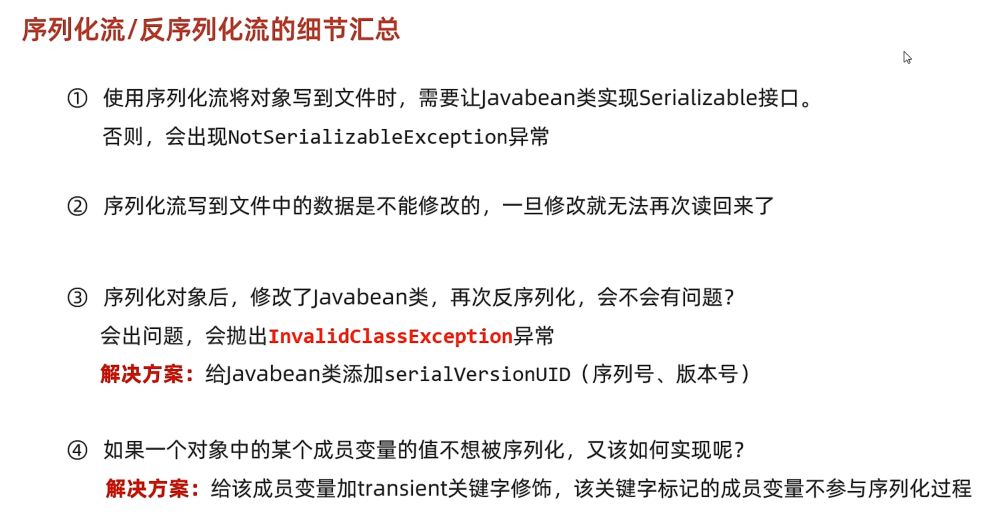 序列化流/反序列化流的细节汇总
① 使用序列化流将对象写到文件时，需要让Javabean类实现Serializable接口。
否则，会出现NotSerializableException异常
② 序列化流写到文件中的数据是不能修改的，一旦修改就无法再次读回来了
③ 序列化对象后，修改了Javabean类，再次反序列化，会不会有问题？
会出问题，会抛出InvalidClassException异常
解决方案：给Javabean类添加serialVersionUID（序列号、版本号）
④ 如果一个对象中的某个成员变量的值不想被序列化，又该如何实现呢？
解决方案：给该成员变量加transient关键字修饰，该关键字标记的成员变量不参与序列化过程